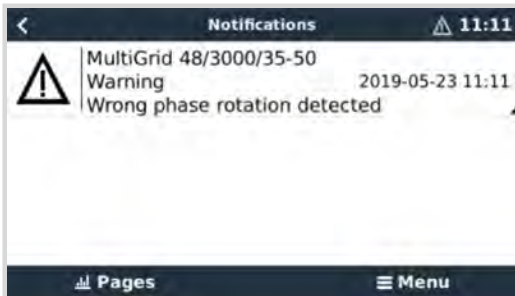 Notifications 11:11
MultiGrid 48/3000/35-50
Warning 2019-05-23 11:11
Wrong phase rotation detected
Pages Menu